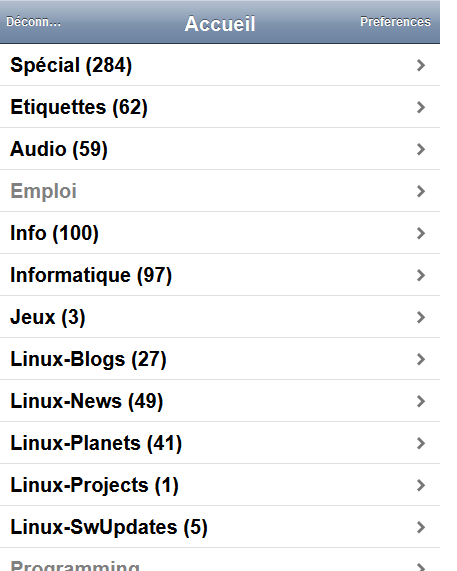 Déconn... Accueil Preferences
Spécial (284)
Etiquettes (62)
Audio (59)
Emploi
Info (100)
Informatique (97)
Jeux (3)
Linux-Blogs (27)
Linux-News (49)
Linux-Planets (41)
Linux-Projects (1)
Linux-SwUpdates (5)
Programming